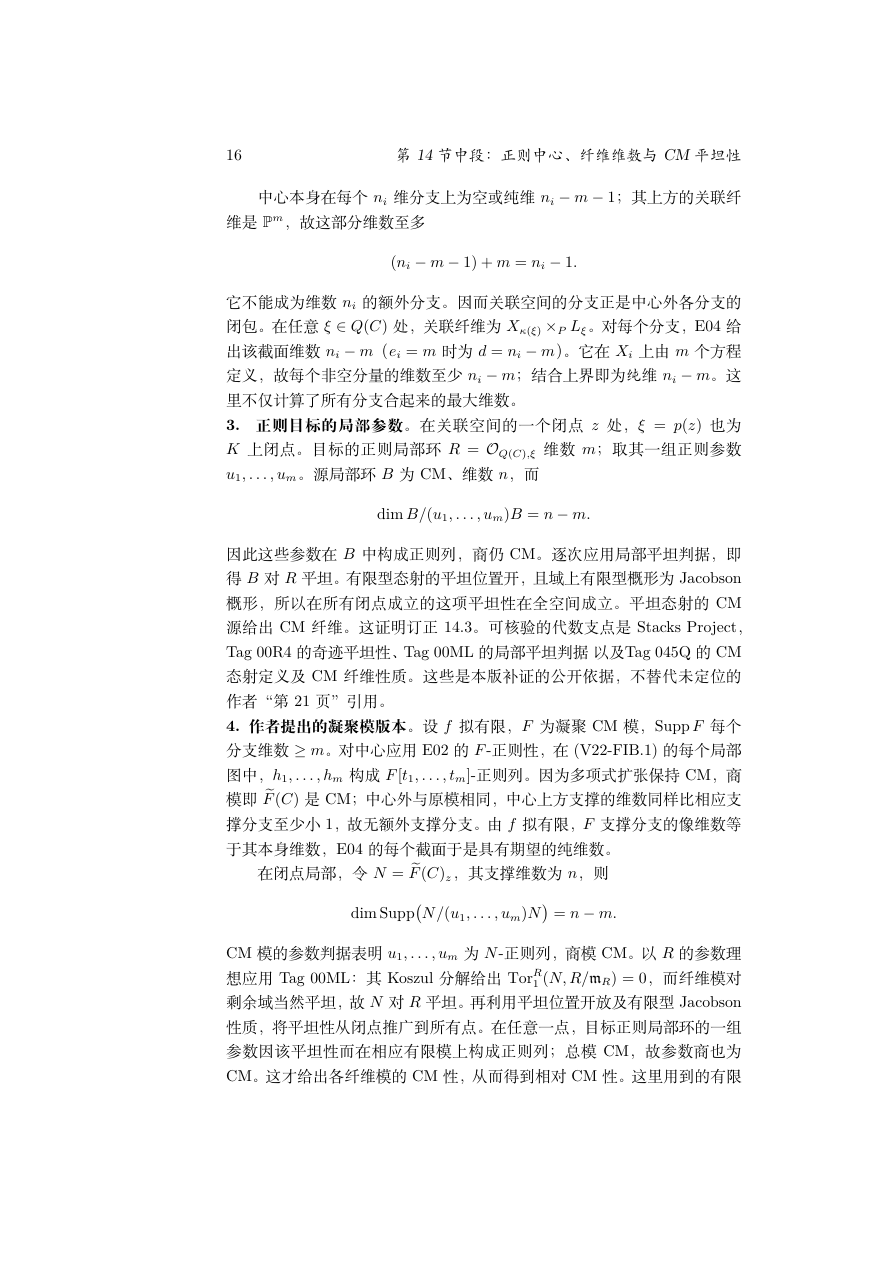 16 第 14 节中段：正则中心、纤维维数与 CM 平坦性
中心本身在每个 nᵢ 维分支上为空或纯维 nᵢ − m − 1；其上方的关联纤
维是 ℙᵐ，故这部分维数至多
(nᵢ − m − 1) + m = nᵢ − 1.
它不能成为维数 nᵢ 的额外分支。因而关联空间的分支正是中心外各分支的
闭包。在任意 ξ ∈ Q(C) 处，关联纤维为 X_{κ(ξ)} ×_P L_ξ。对每个分支，E04 给
出该截面维数 nᵢ − m（eᵢ = m 时为 d = nᵢ − m）。它在 Xᵢ 上由 m 个方程
定义，故每个非空分量的维数至少 nᵢ − m；结合上界即为纯维 nᵢ − m。这
里不仅计算了所有分支合起来的最大维数。
3. 正则目标的局部参数。在关联空间的一个闭点 z 处，ξ = p(z) 也为
K 上闭点。目标的正则局部环 R = 𝒪_{Q(C),ξ} 维数 m；取其一组正则参数
u₁, . . . , uₘ。源局部环 B 为 CM、维数 n，而
dim B/(u₁, . . . , uₘ)B = n − m.
因此这些参数在 B 中构成正则列，商仍 CM。逐次应用局部平坦判据，即
得 B 对 R 平坦。有限型态射的平坦位置开，且域上有限型概形为 Jacobson
概形，所以在所有闭点成立的这项平坦性在全空间成立。平坦态射的 CM
源给出 CM 纤维。这证明订正 14.3。可核验的代数支点是 Stacks Project，
Tag 00R4 的奇迹平坦性、Tag 00ML 的局部平坦判据 以及Tag 045Q 的 CM
态射定义及 CM 纤维性质。这些是本版补证的公开依据，不替代未定位的
作者 “第 21 页” 引用。
4. 作者提出的凝聚模版本。设 f 拟有限，F 为凝聚 CM 模，Supp F 每个
分支维数 ≥ m。对中心应用 E02 的 F-正则性，在 (V22-FIB.1) 的每个局部
图中，h₁, . . . , hₘ 构成 F[t₁, . . . , tₘ]-正则列。因为多项式扩张保持 CM，商
模即 F̃(C) 是 CM；中心外与原模相同，中心上方支撑的维数同样比相应支
撑分支至少小 1，故无额外支撑分支。由 f 拟有限，F 支撑分支的像维数等
于其本身维数，E04 的每个截面于是具有期望的纯维数。
在闭点局部，令 N = F̃(C)_z，其支撑维数为 n，则
dim Supp(N/(u₁, . . . , uₘ)N) = n − m.
CM 模的参数判据表明 u₁, . . . , uₘ 为 N-正则列，商模 CM。以 R 的参数理
想应用 Tag 00ML：其 Koszul 分解给出 Tor₁ᴿ(N, R/𝔪_R) = 0，而纤维模对
剩余域当然平坦，故 N 对 R 平坦。再利用平坦位置开放及有限型 Jacobson
性质，将平坦性从闭点推广到所有点。在任意一点，目标正则局部环的一组
参数因该平坦性而在相应有限模上构成正则列；总模 CM，故参数商也为
CM。这才给出各纤维模的 CM 性，从而得到相对 CM 性。这里用到的有限